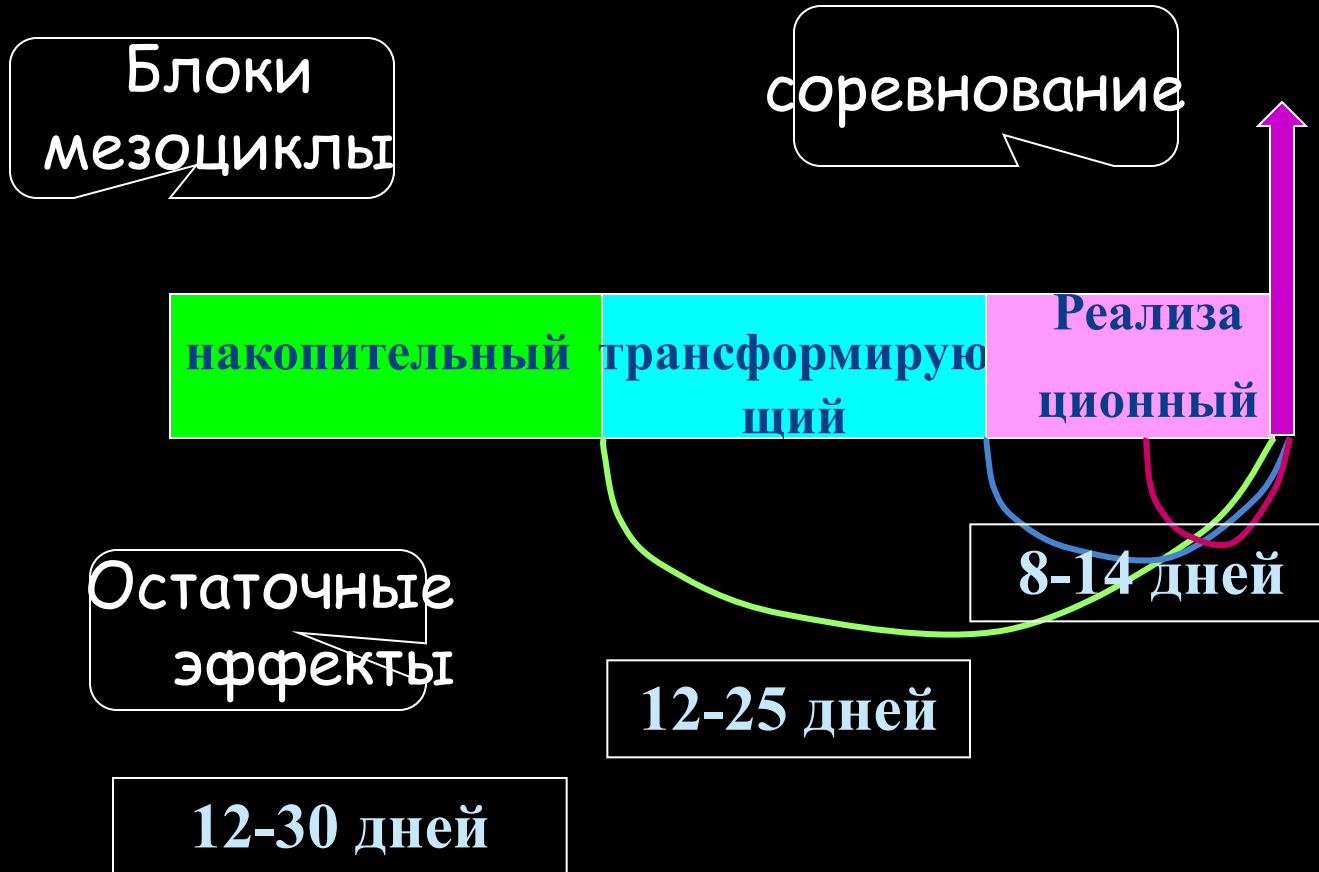 Блоки
мезоциклы
соревнование
накопительный
трансформирую
щий
Реализа
ционный
Остаточные
эффекты
8-14 дней
12-25 дней
12-30 дней